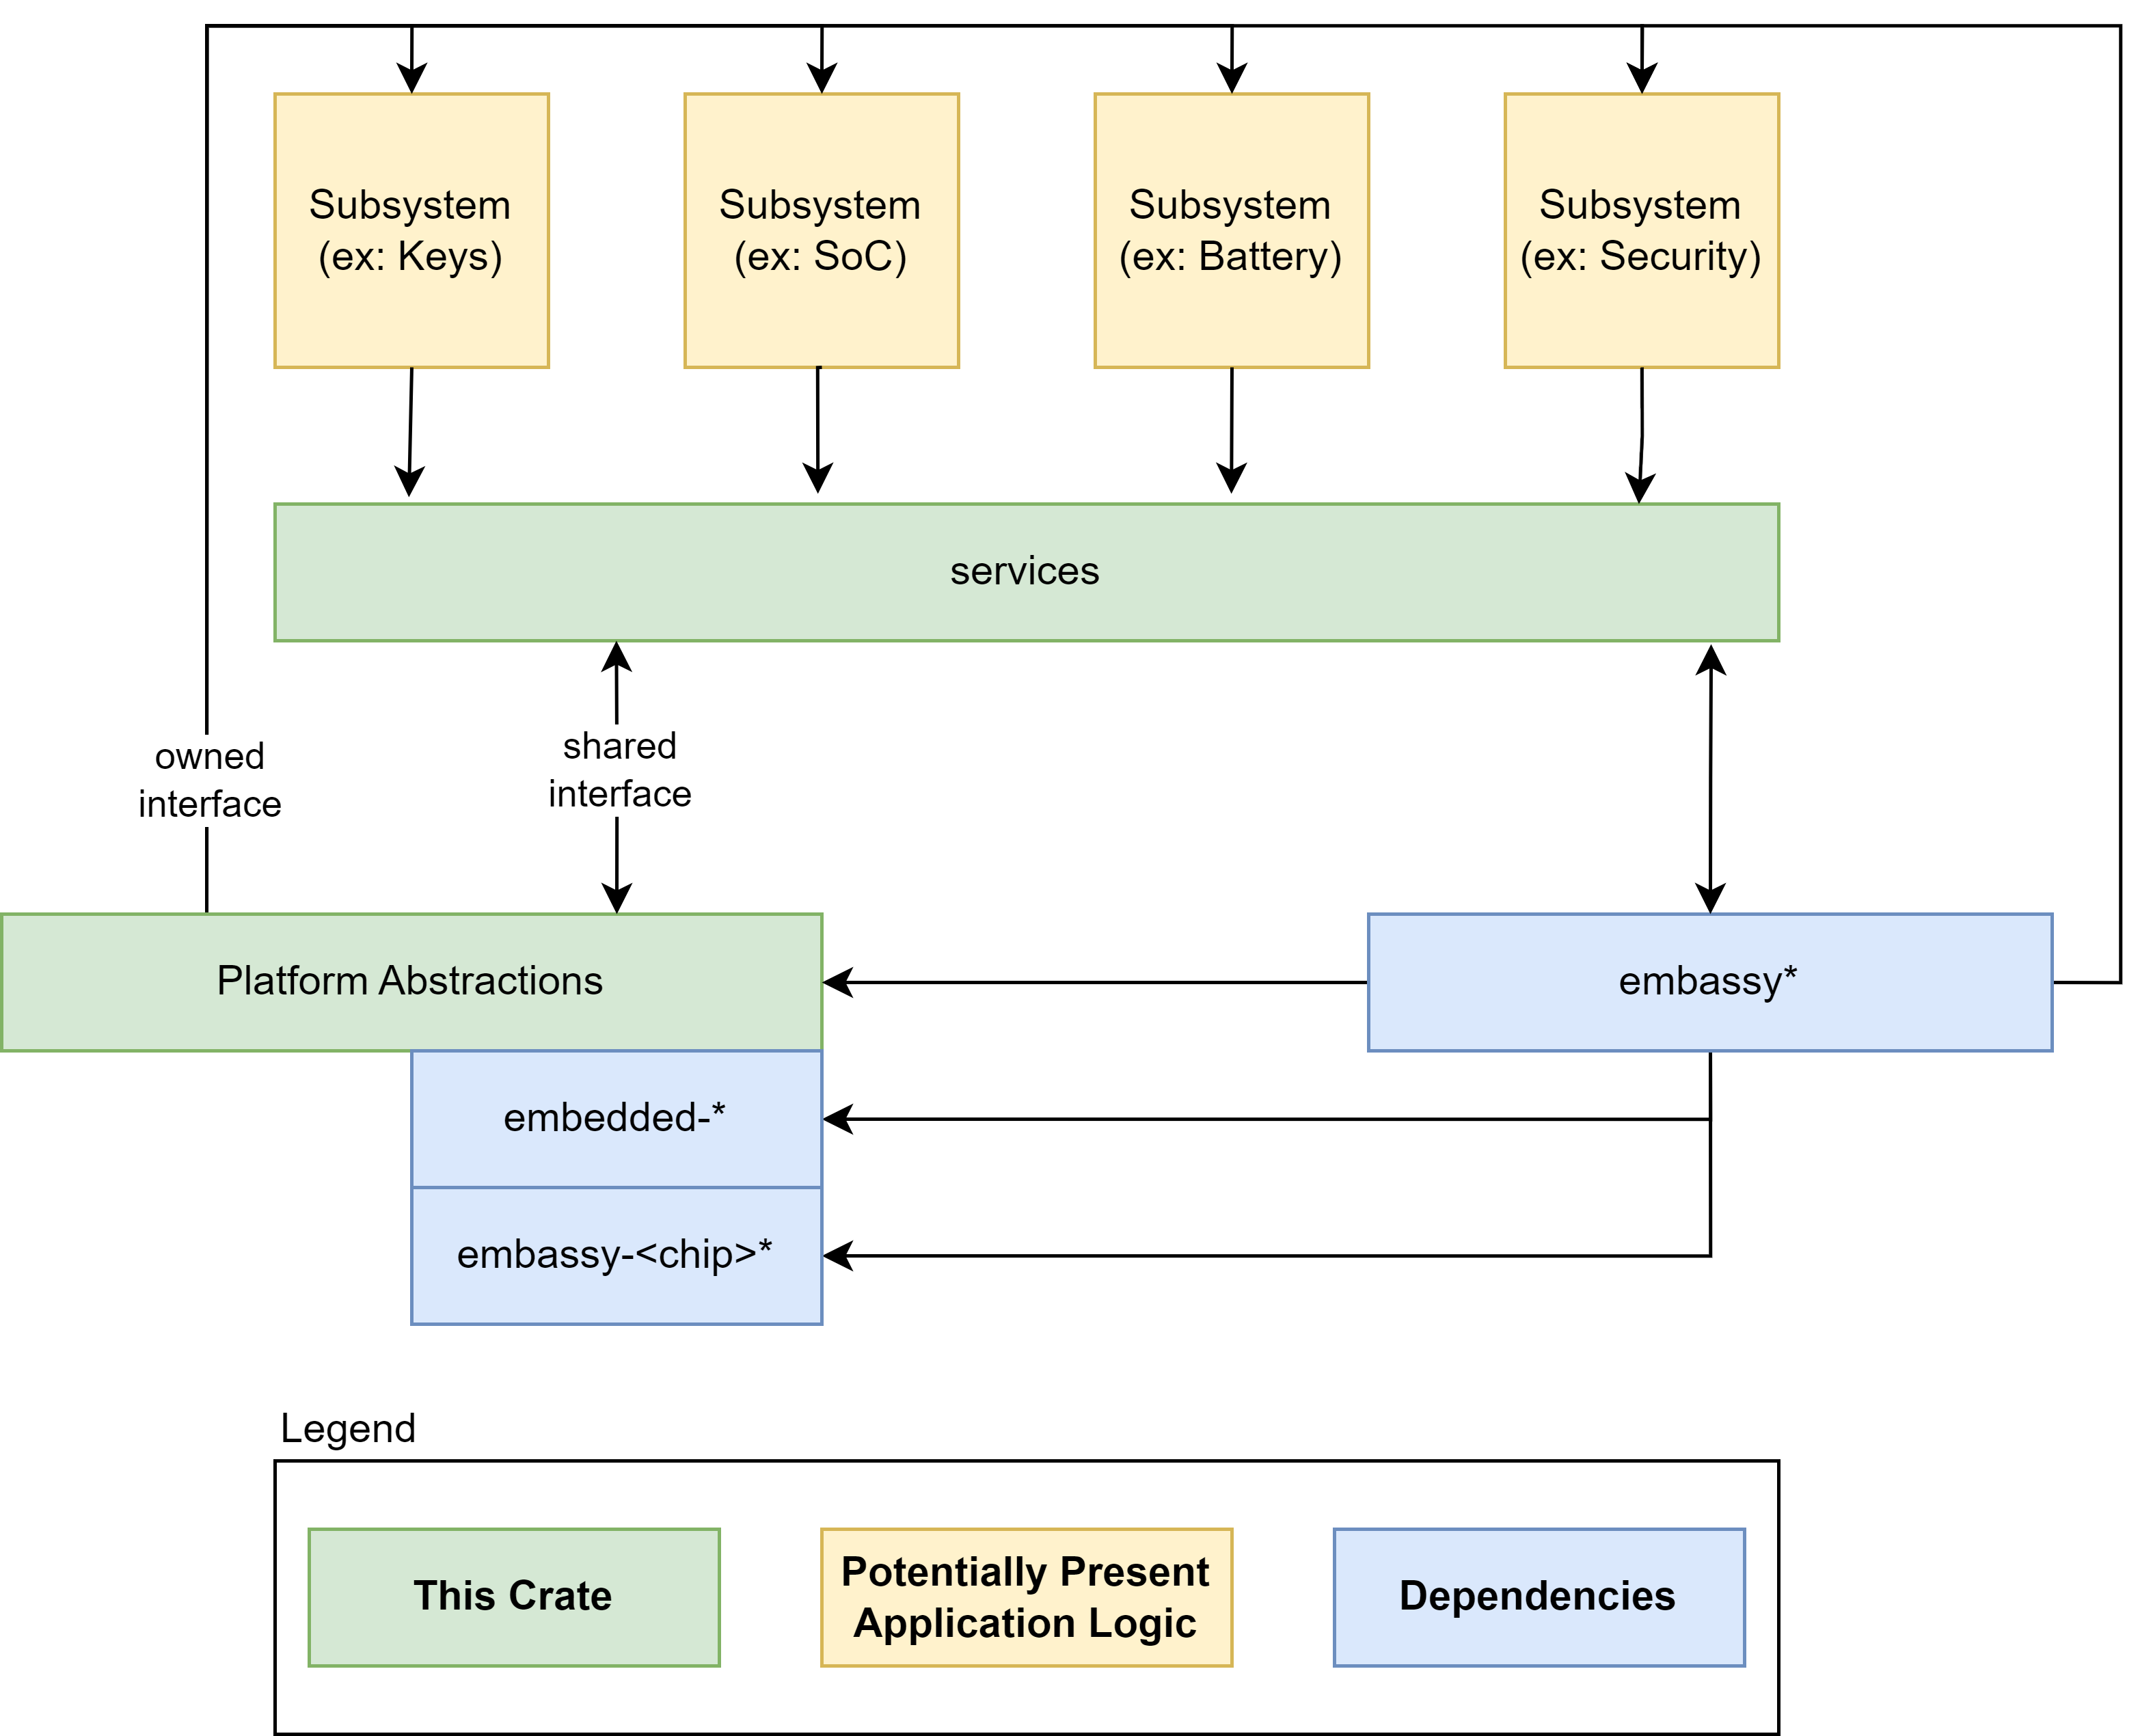 Subsystem
(ex: Keys)
Subsystem
(ex: SoC)
Subsystem
(ex: Battery)
Subsystem
(ex: Security)
services
owned
interface
shared
interface
Platform Abstractions
embassy*
embedded-*
embassy-<chip>*
Legend
This Crate
Potentially Present
Application Logic
Dependencies